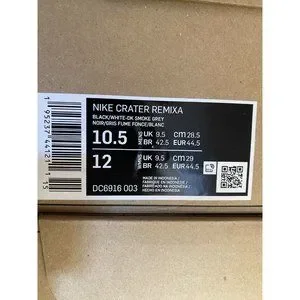 NIKE CRATER REMIXA
BLACK/WHITE-DK SMOKE GREY
NOIR/GRIS FUME FONCE/BLANC
10.5 UK 9.5 cm 28.5
BR 42.5 EUR 44.5
12 UK 9.5 cm 29
BR 42.5 EUR 44.5
DC6916 003
MADE IN INDONESIA